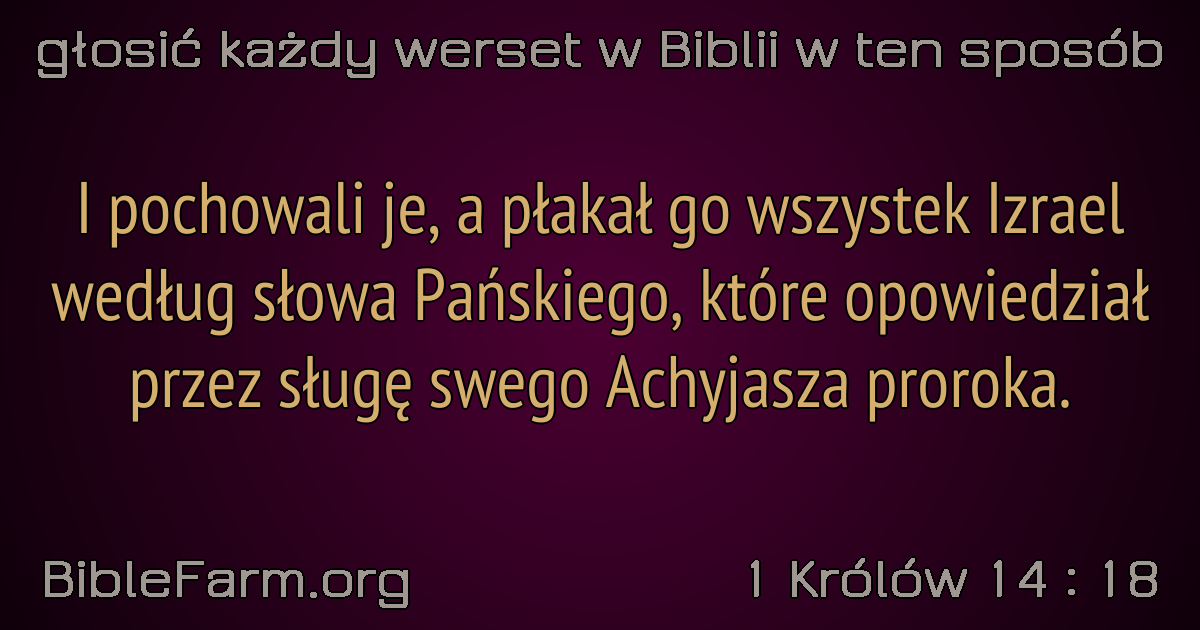 głosić każdy werset w Biblii w ten sposób
I pochowali je, a płakał go wszystek Izrael
według słowa Pańskiego, które opowiedział
przez sługę swego Achyjasza proroka.
BibleFarm.org
1 Królów 14 : 18